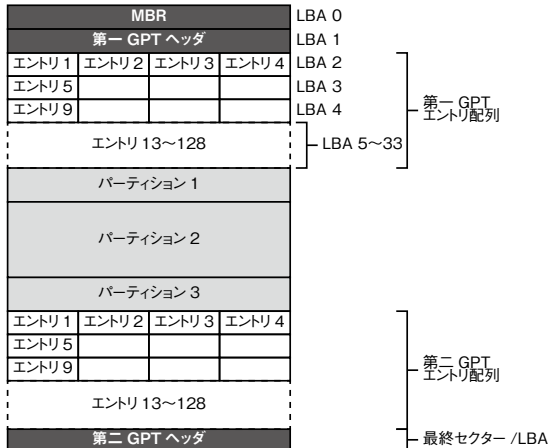 MBR LBA 0
第一 GPT ヘッダ LBA 1
エントリ 1 エントリ 2 エントリ 3 エントリ 4 LBA 2
エントリ 5 LBA 3
エントリ 9 LBA 4
第一 GPT
エントリ配列
エントリ 13～128 LBA 5～33
パーティション 1
パーティション 2
パーティション 3
エントリ 1 エントリ 2 エントリ 3 エントリ 4
エントリ 5
エントリ 9
第二 GPT
エントリ配列
エントリ 13～128
第二 GPT ヘッダ 最終セクター /LBA